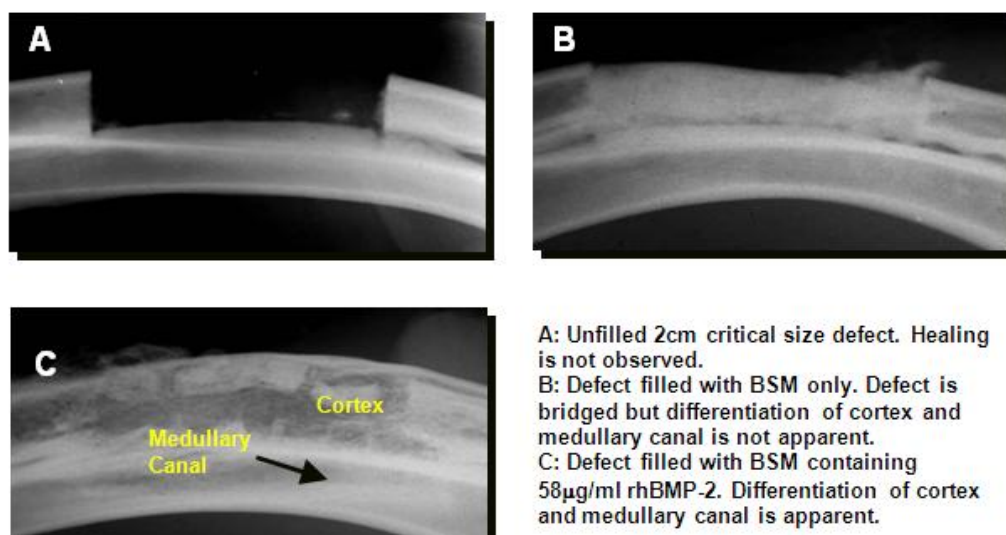 A
B
C
Cortex
Medullary
Canal
A: Unfilled 2cm critical size defect. Healing
is not observed.
B: Defect filled with BSM only. Defect is
bridged but differentiation of cortex and
medullary canal is not apparent.
C: Defect filled with BSM containing
58µg/ml rhBMP-2. Differentiation of cortex
and medullary canal is apparent.